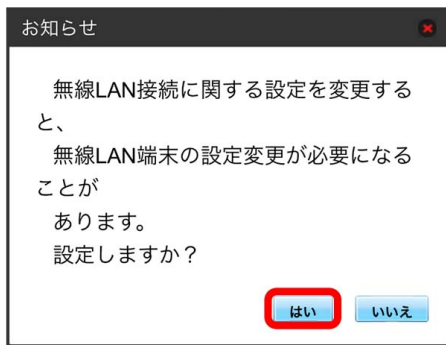 お知らせ
無線LAN接続に関する設定を変更する
と、
無線LAN端末の設定変更が必要になる
ことが
あります。
設定しますか？
はい いいえ